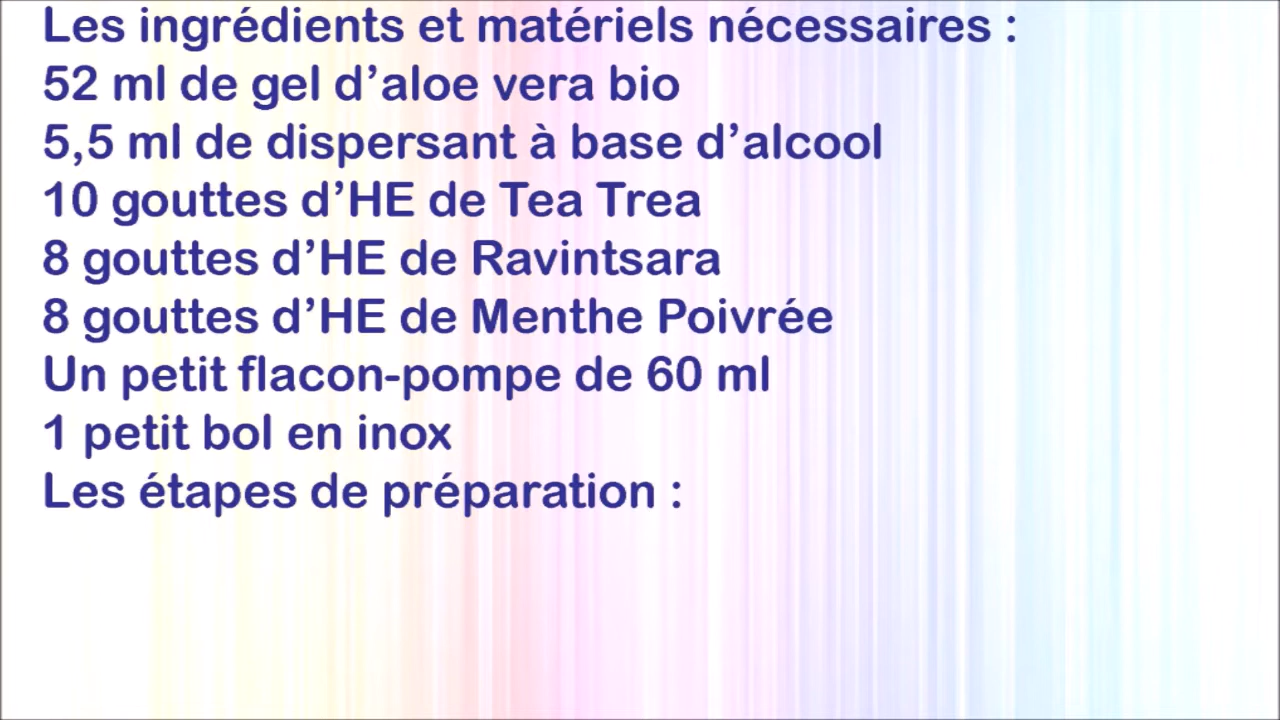 Les ingrédients et matériels nécessaires :
52 ml de gel d’aloe vera bio
5,5 ml de dispersant à base d’alcool
10 gouttes d’HE de Tea Trea
8 gouttes d’HE de Ravintsara
8 gouttes d’HE de Menthe Poivrée
Un petit flacon-pompe de 60 ml
1 petit bol en inox
Les étapes de préparation :